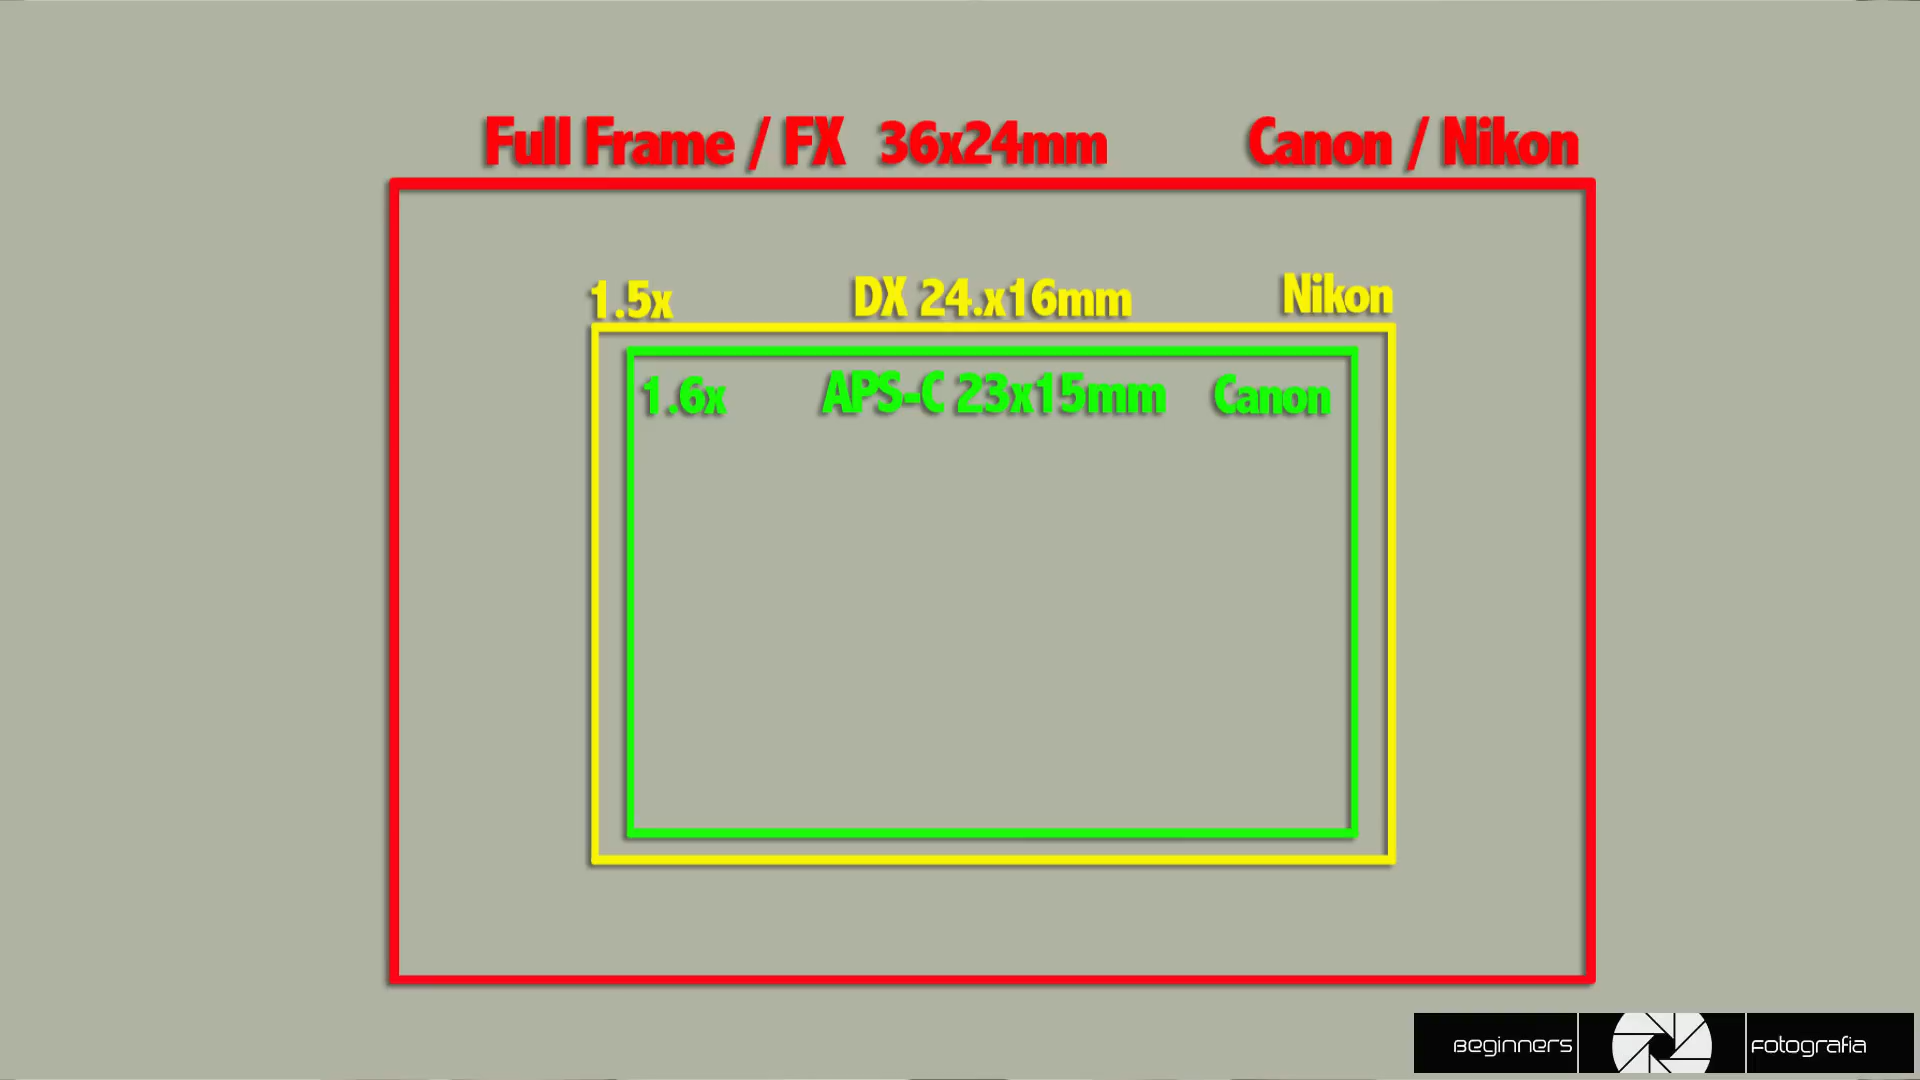 Full Frame / FX 36x24mm Canon / Nikon
1.5x DX 24.x16mm Nikon
1.6x APS-C 23x15mm Canon
Beginners Fotografia